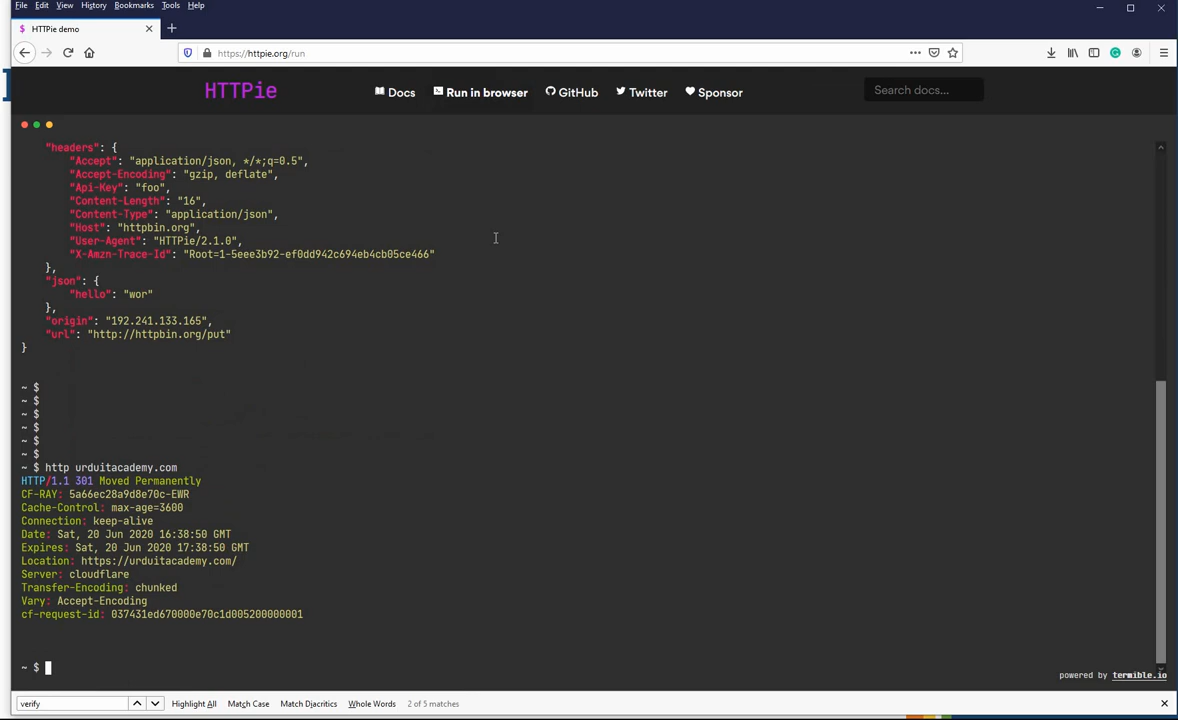 File Edit View History Bookmarks Tools Help
$ HTTPie demo
https://httpie.org/run
HTTPie Docs Run in browser GitHub Twitter Sponsor Search docs...
"headers": {
"Accept": "application/json, */*;q=0.5",
"Accept-Encoding": "gzip, deflate",
"Api-Key": "foo",
"Content-Length": "16",
"Content-Type": "application/json",
"Host": "httpbin.org",
"User-Agent": "HTTPie/2.1.0",
"X-Amzn-Trace-Id": "Root=1-5eee3b92-ef0dd942c694eb4cb05ce466"
},
"json": {
"hello": "wor"
},
"origin": "192.241.133.165",
"url": "http://httpbin.org/put"
}
~ $
~ $
~ $
~ $
~ $
~ $
~ $ http urduitacademy.com
HTTP/1.1 301 Moved Permanently
CF-RAY: 5a66ec28a9d8e70c-EWR
Cache-Control: max-age=3600
Connection: keep-alive
Date: Sat, 20 Jun 2020 16:38:50 GMT
Expires: Sat, 20 Jun 2020 17:38:50 GMT
Location: https://urduitacademy.com/
Server: cloudflare
Transfer-Encoding: chunked
Vary: Accept-Encoding
cf-request-id: 037431ed670000e70c1d005200000001
~ $
powered by termible.io
verify Highlight All Match Case Match Diacritics Whole Words 2 of 5 matches